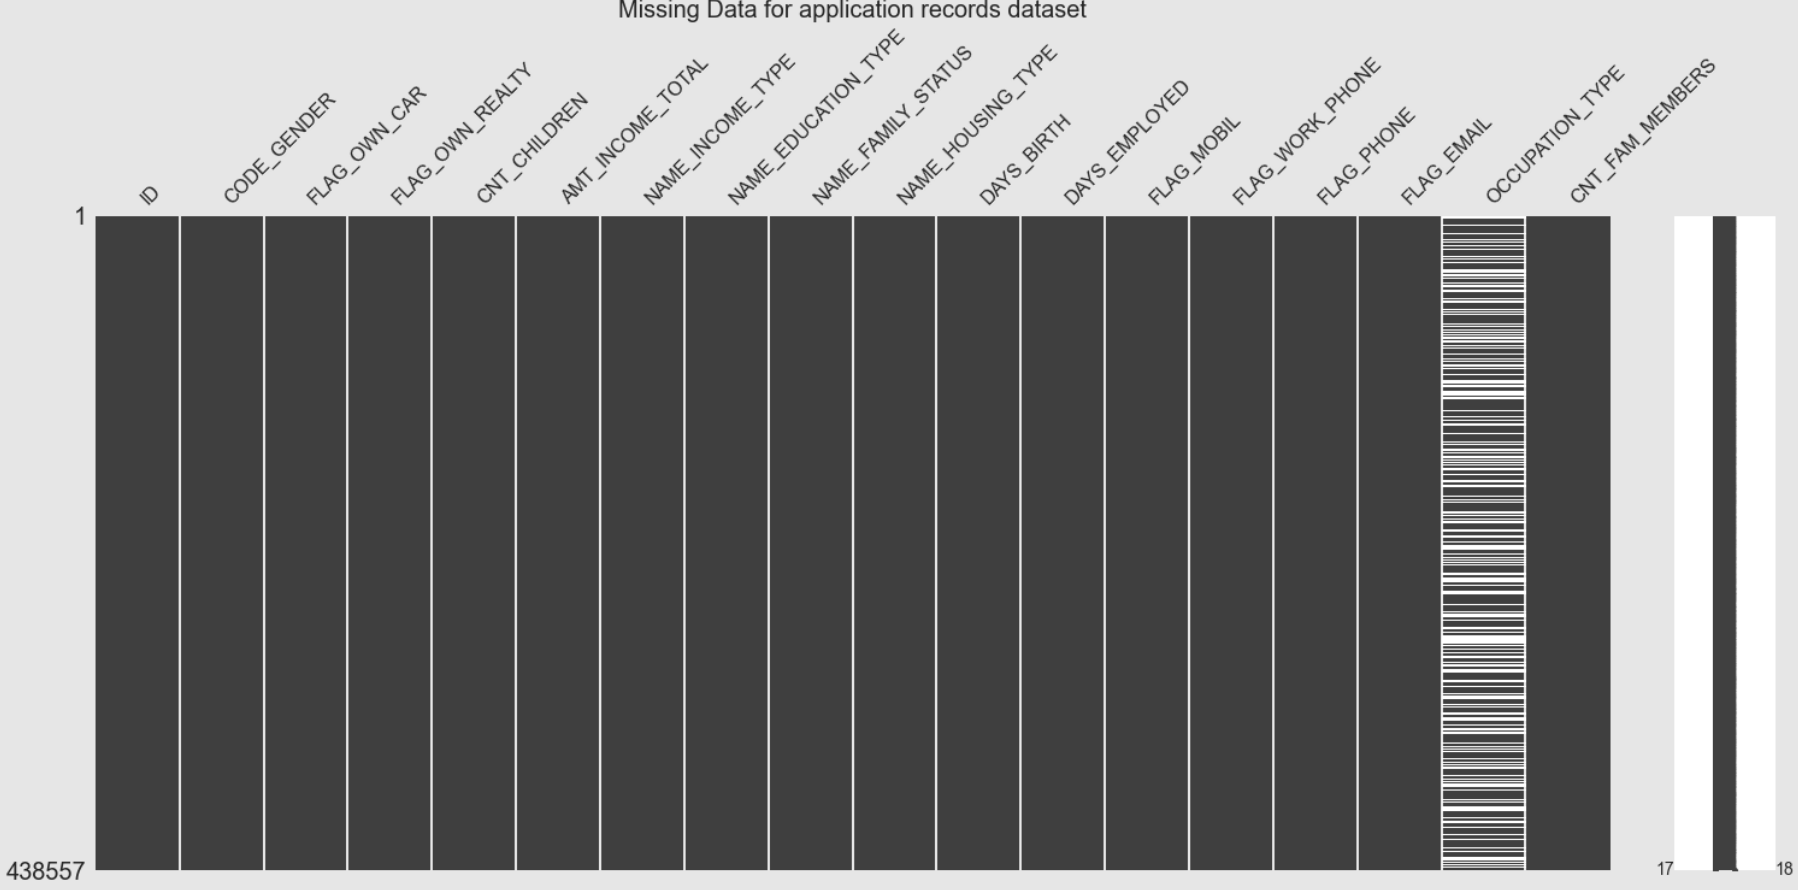 Missing Data for application records dataset
ID
CODE_GENDER
FLAG_OWN_CAR
FLAG_OWN_REALTY
CNT_CHILDREN
AMT_INCOME_TOTAL
NAME_INCOME_TYPE
NAME_EDUCATION_TYPE
NAME_FAMILY_STATUS
NAME_HOUSING_TYPE
DAYS_BIRTH
DAYS_EMPLOYED
FLAG_MOBIL
FLAG_WORK_PHONE
FLAG_PHONE
FLAG_EMAIL
OCCUPATION_TYPE
CNT_FAM_MEMBERS
1
438557
17
18